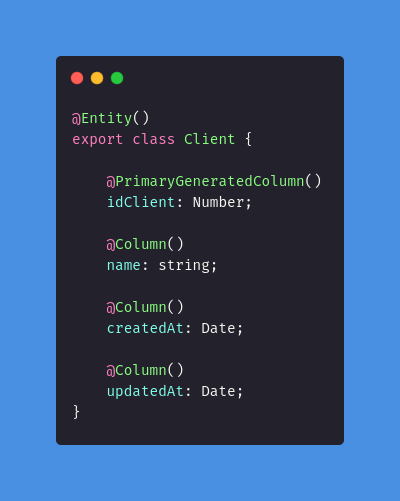 @Entity()
export class Client {
    @PrimaryGeneratedColumn()
    idClient: Number;
    @Column()
    name: string;
    @Column()
    createdAt: Date;
    @Column()
    updatedAt: Date;
}